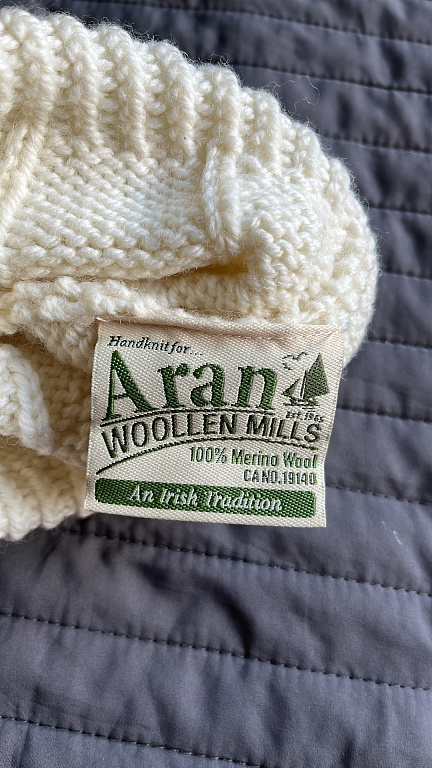 Handknit for...
Aran
EST. 1965
WOOLLEN MILLS
100% Merino Wool
CA NO. 19140
An Irish Tradition